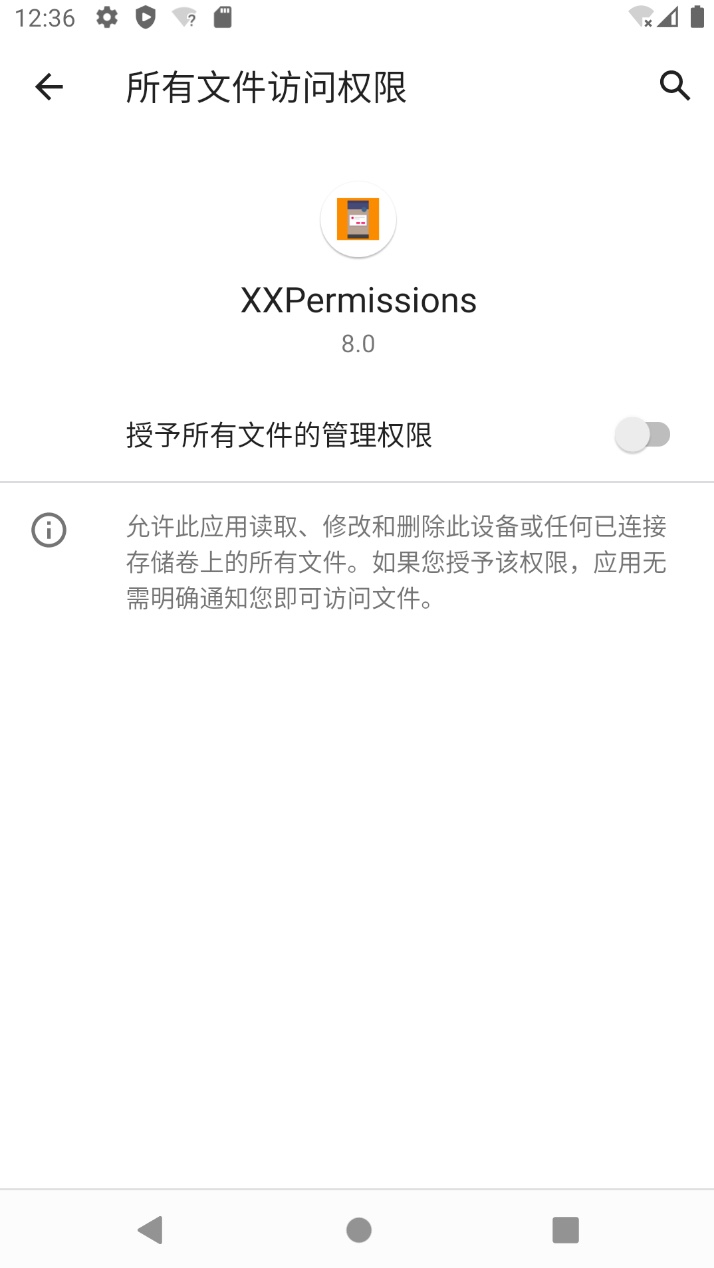 12:36
所有文件访问权限
XXPermissions
8.0
授予所有文件的管理权限
允许此应用读取、修改和删除此设备或任何已连接
存储卷上的所有文件。如果您授予该权限，应用无
需明确通知您即可访问文件。